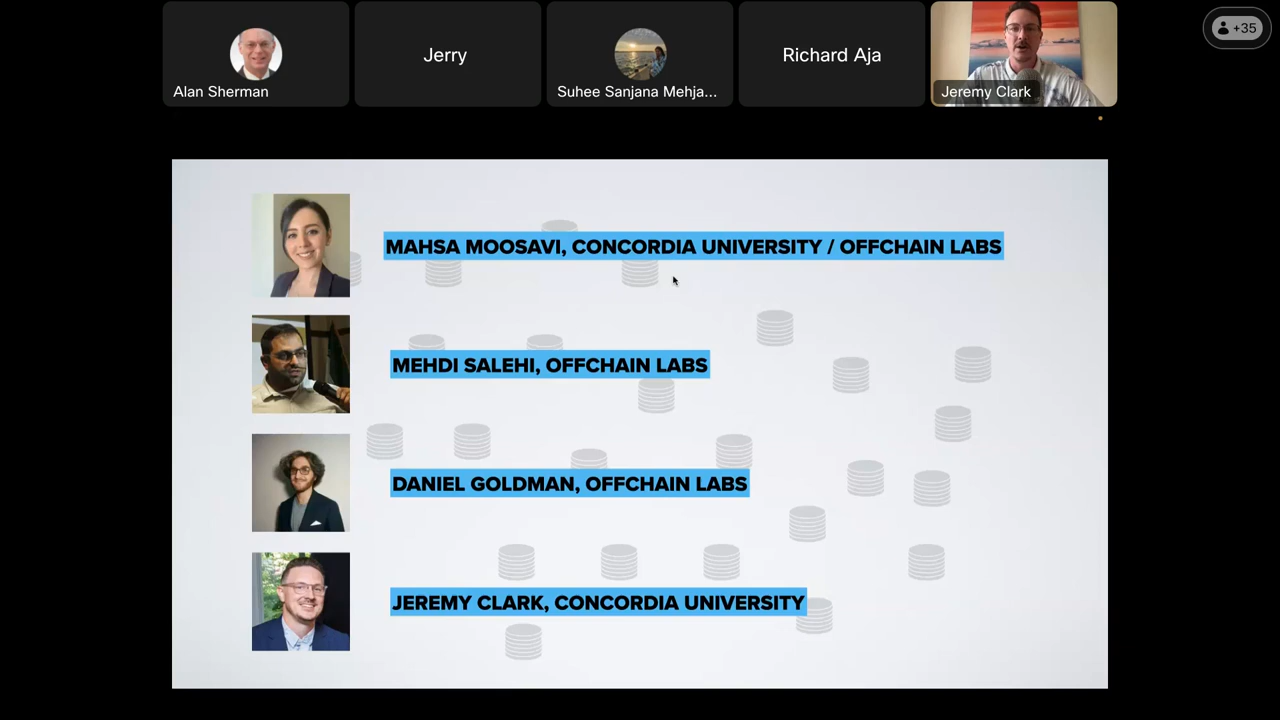 Alan Sherman
Jerry
Suhee Sanjana Mehja...
Richard Aja
Jeremy Clark
+35
MAHSA MOOSAVI, CONCORDIA UNIVERSITY / OFFCHAIN LABS
MEHDI SALEHI, OFFCHAIN LABS
DANIEL GOLDMAN, OFFCHAIN LABS
JEREMY CLARK, CONCORDIA UNIVERSITY